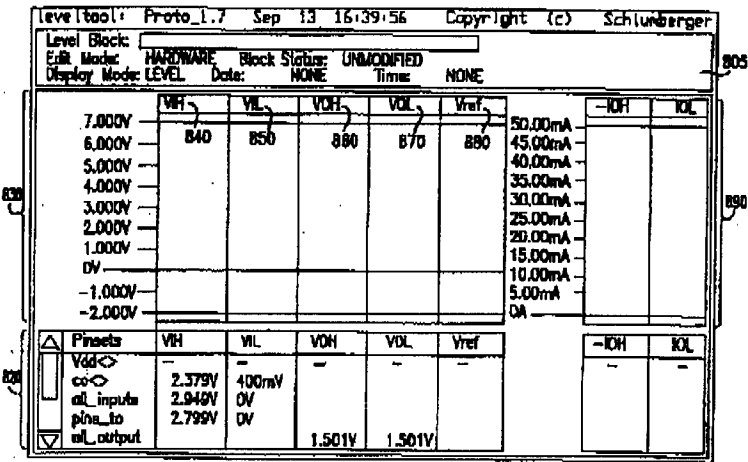 leveltool: Proto_1.7 Sep 13 16:39:56 Copyright (c) Schlumberger
Level Block:
Edit Mode: HARDWARE Block Status: UNMODIFIED
Display Mode: LEVEL Date: NONE Time: NONE
805
VIH VIL VOH VOL Vref -IOH IOL
840 850 860 870 880
7.000V
6.000V
5.000V
4.000V
3.000V
2.000V
1.000V
0V
-1.000V
-2.000V
50.00mA
45.00mA
40.00mA
35.00mA
30.00mA
25.00mA
20.00mA
15.00mA
10.00mA
5.00mA
0A
830
890
Pinsets VIH VIL VOH VOL Vref -IOH IOL
Vdd<> - - - - - - -
co<> 2.379V 400mV
all_inputs 2.949V 0V
pins_to 2.799V 0V
all_output 1.501V 1.501V
820